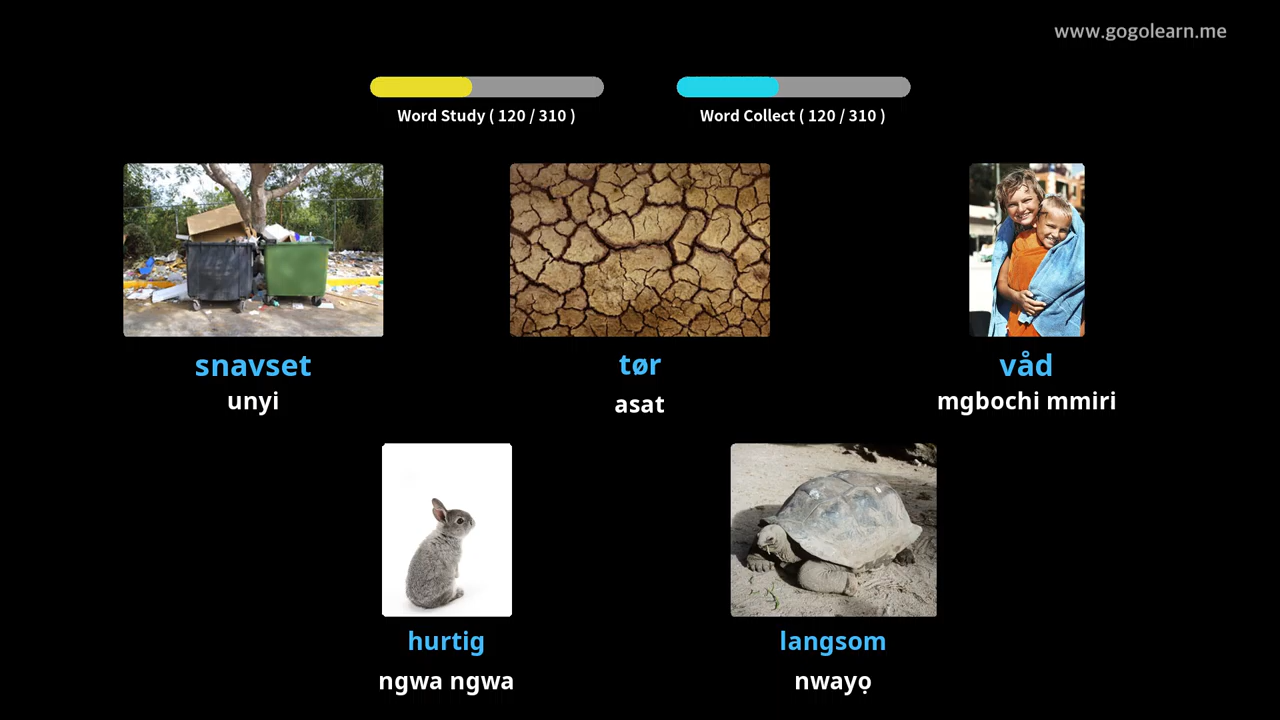 www.gogolearn.me
Word Study ( 120 / 310 )
Word Collect ( 120 / 310 )
snavset
tør
våd
unyi
asat
mgbochi mmiri
hurtig
langsom
ngwa ngwa
nwayọ